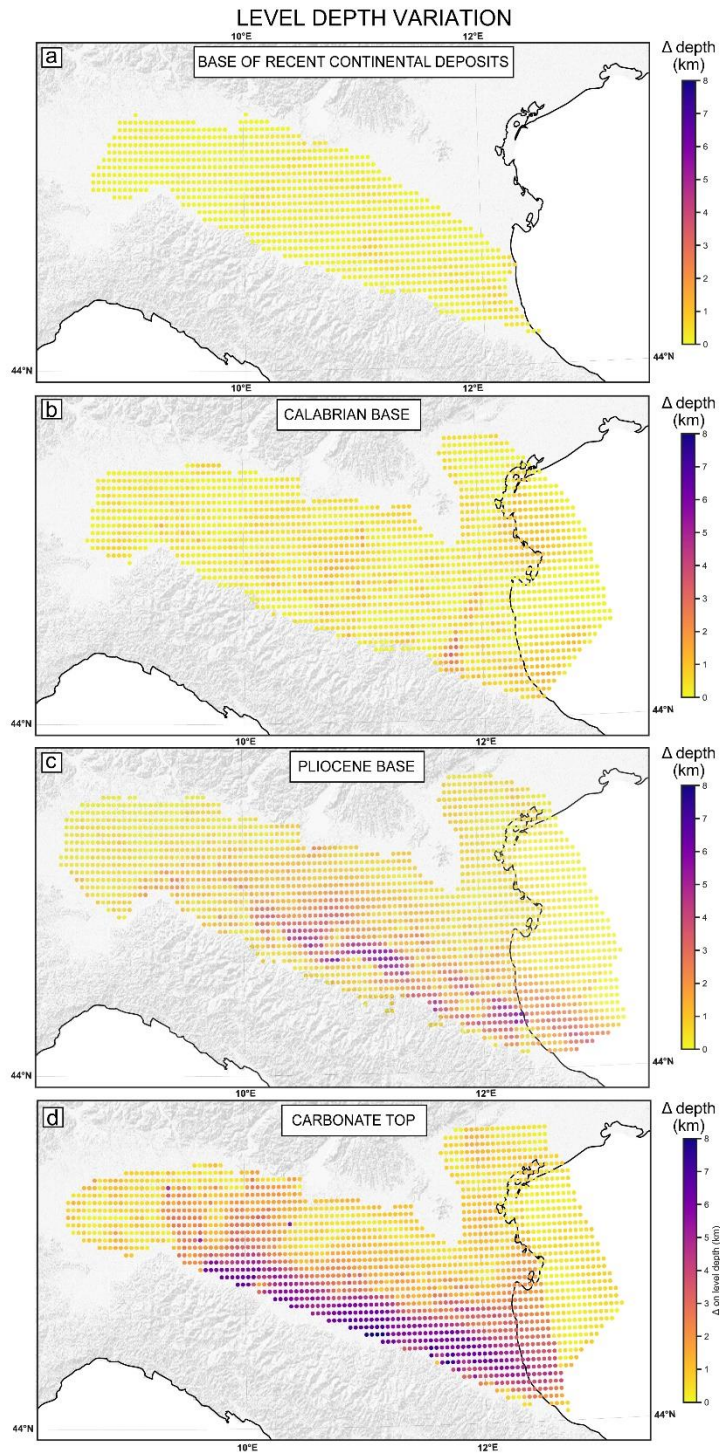 LEVEL DEPTH VARIATION
10°E 12°E
a
BASE OF RECENT CONTINENTAL DEPOSITS
Δ depth
(km)
8
7
6
5
4
3
2
1
0
44°N 44°N
10°E 12°E
b
CALABRIAN BASE
Δ depth
(km)
8
7
6
5
4
3
2
1
0
44°N 44°N
10°E 12°E
c
PLIOCENE BASE
Δ depth
(km)
8
7
6
5
4
3
2
1
0
44°N 44°N
10°E 12°E
d
CARBONATE TOP
Δ depth
(km)
8
7
6
5
4
3
2
1
0
Δ on level depth (km)
44°N 44°N
10°E 12°E